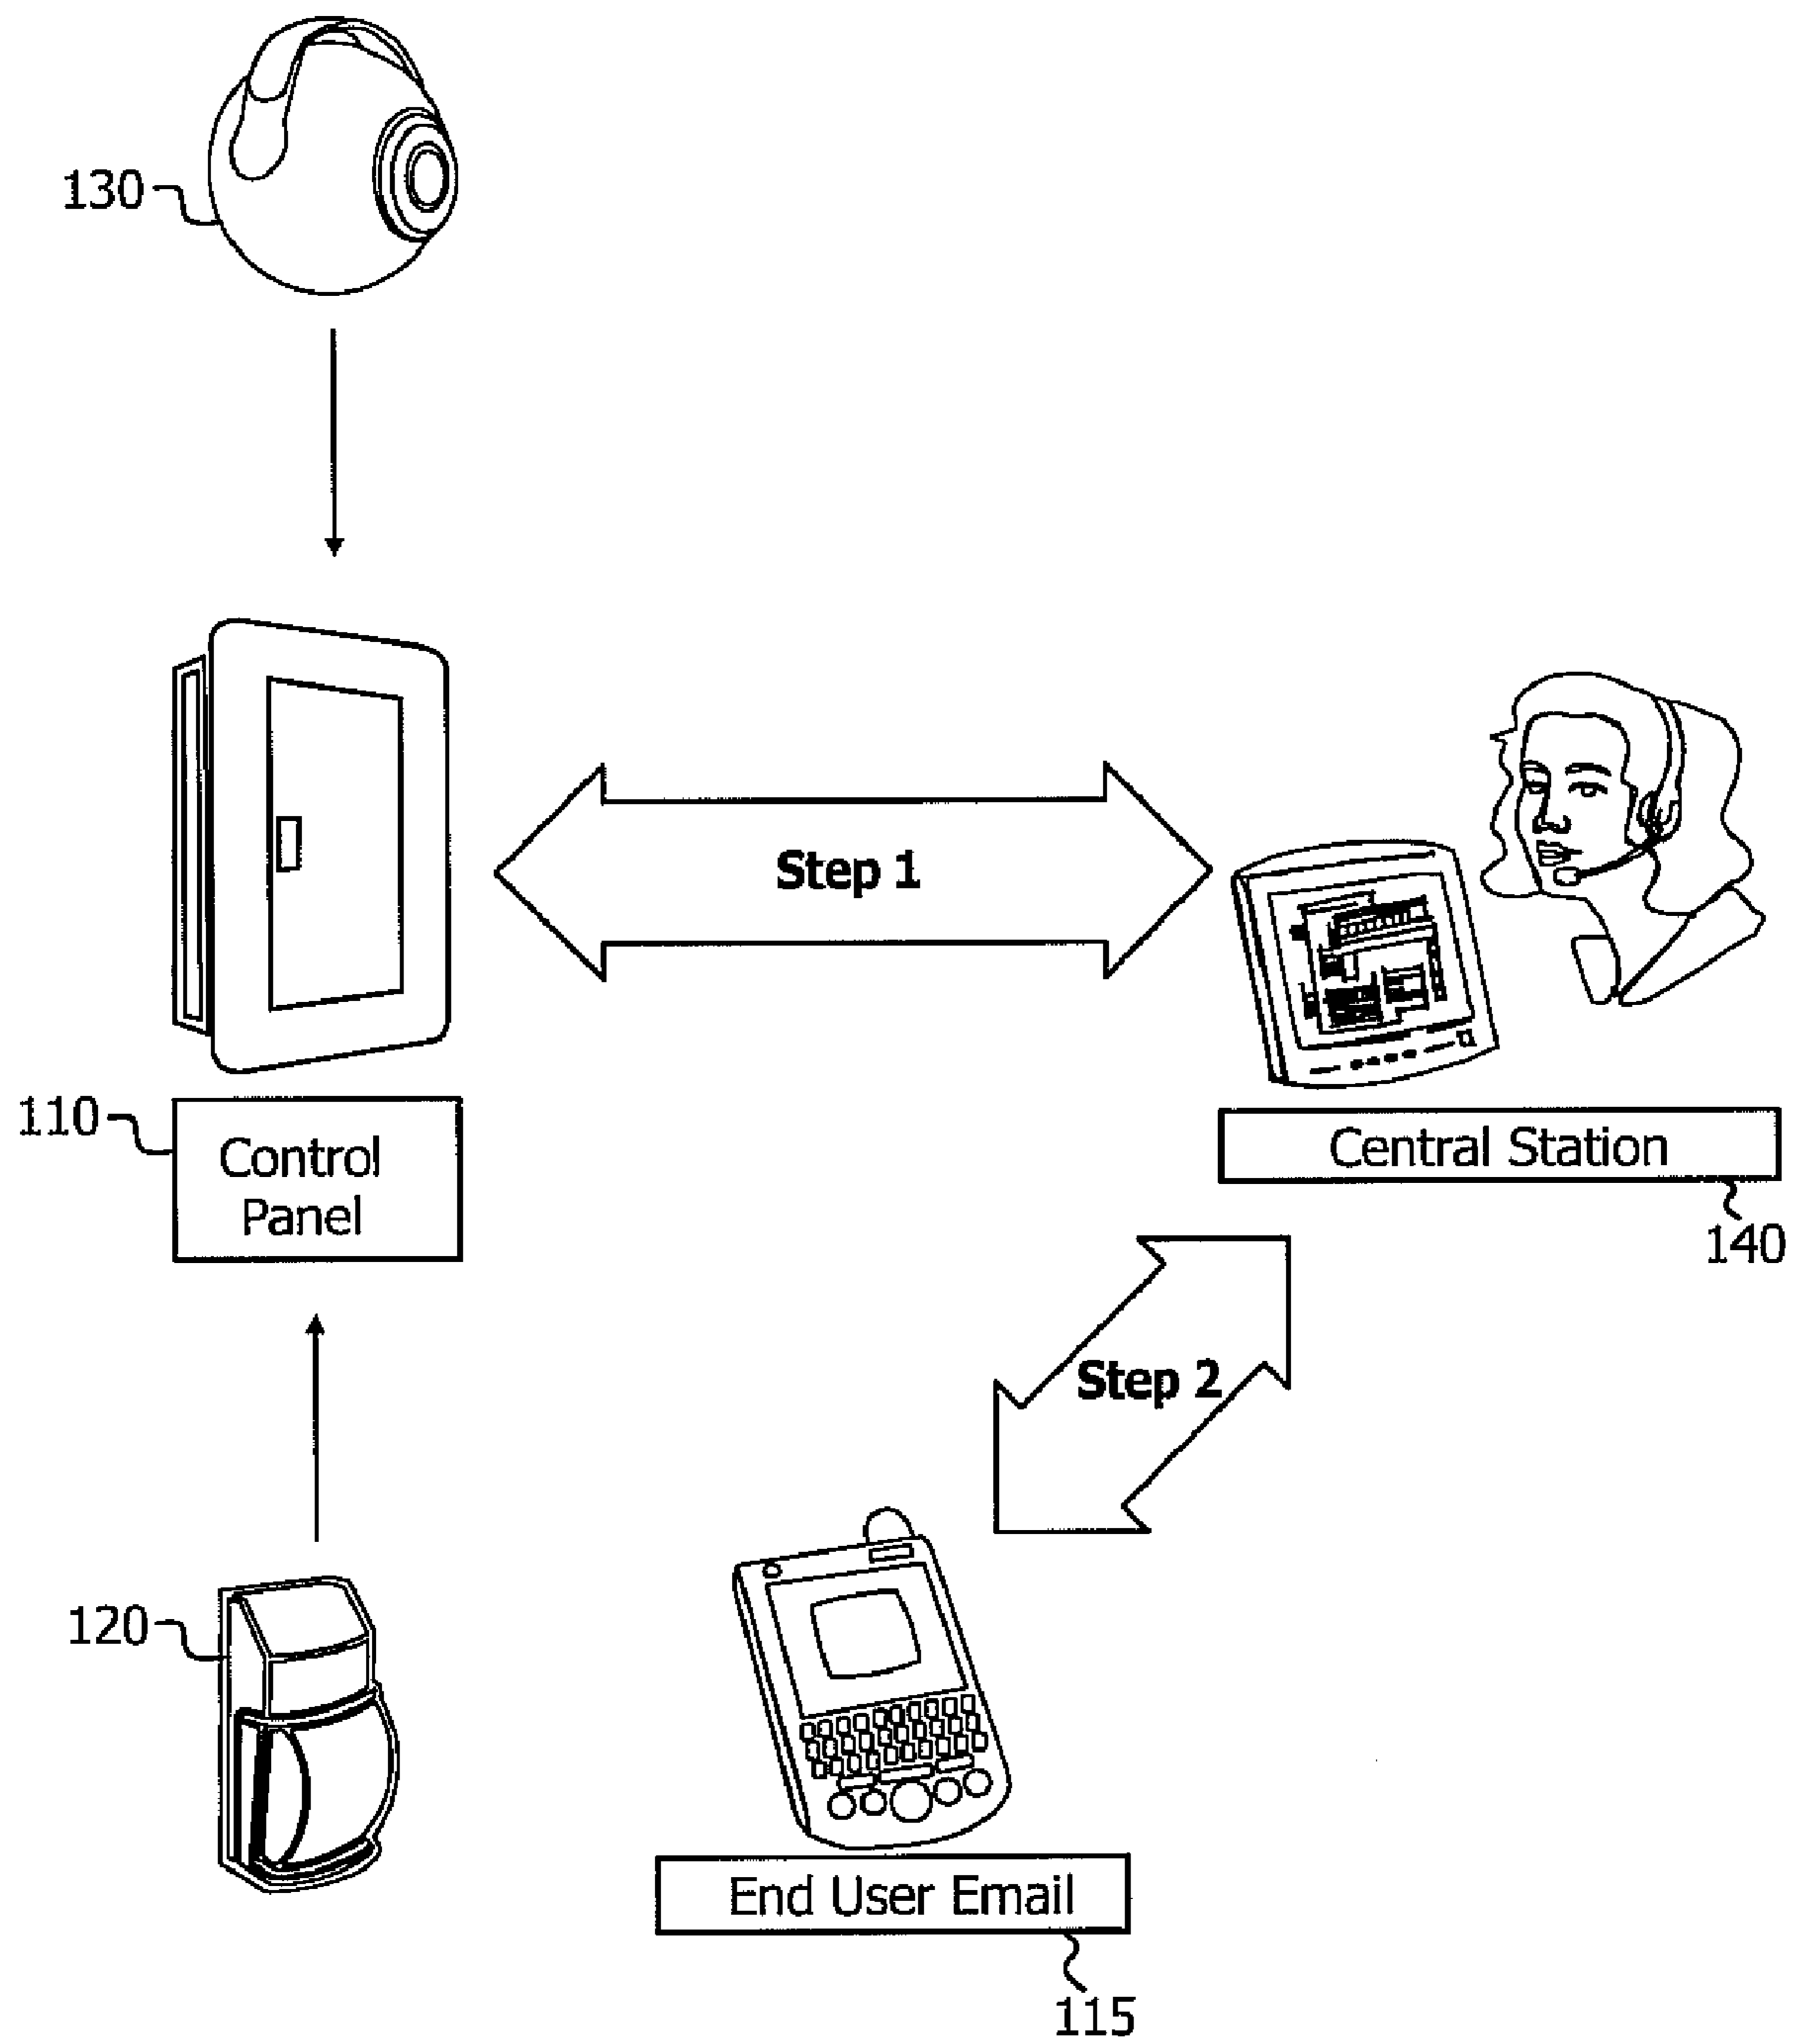 130
Step 1
110
Control
Panel
Central Station
140
Step 2
120
End User Email
115